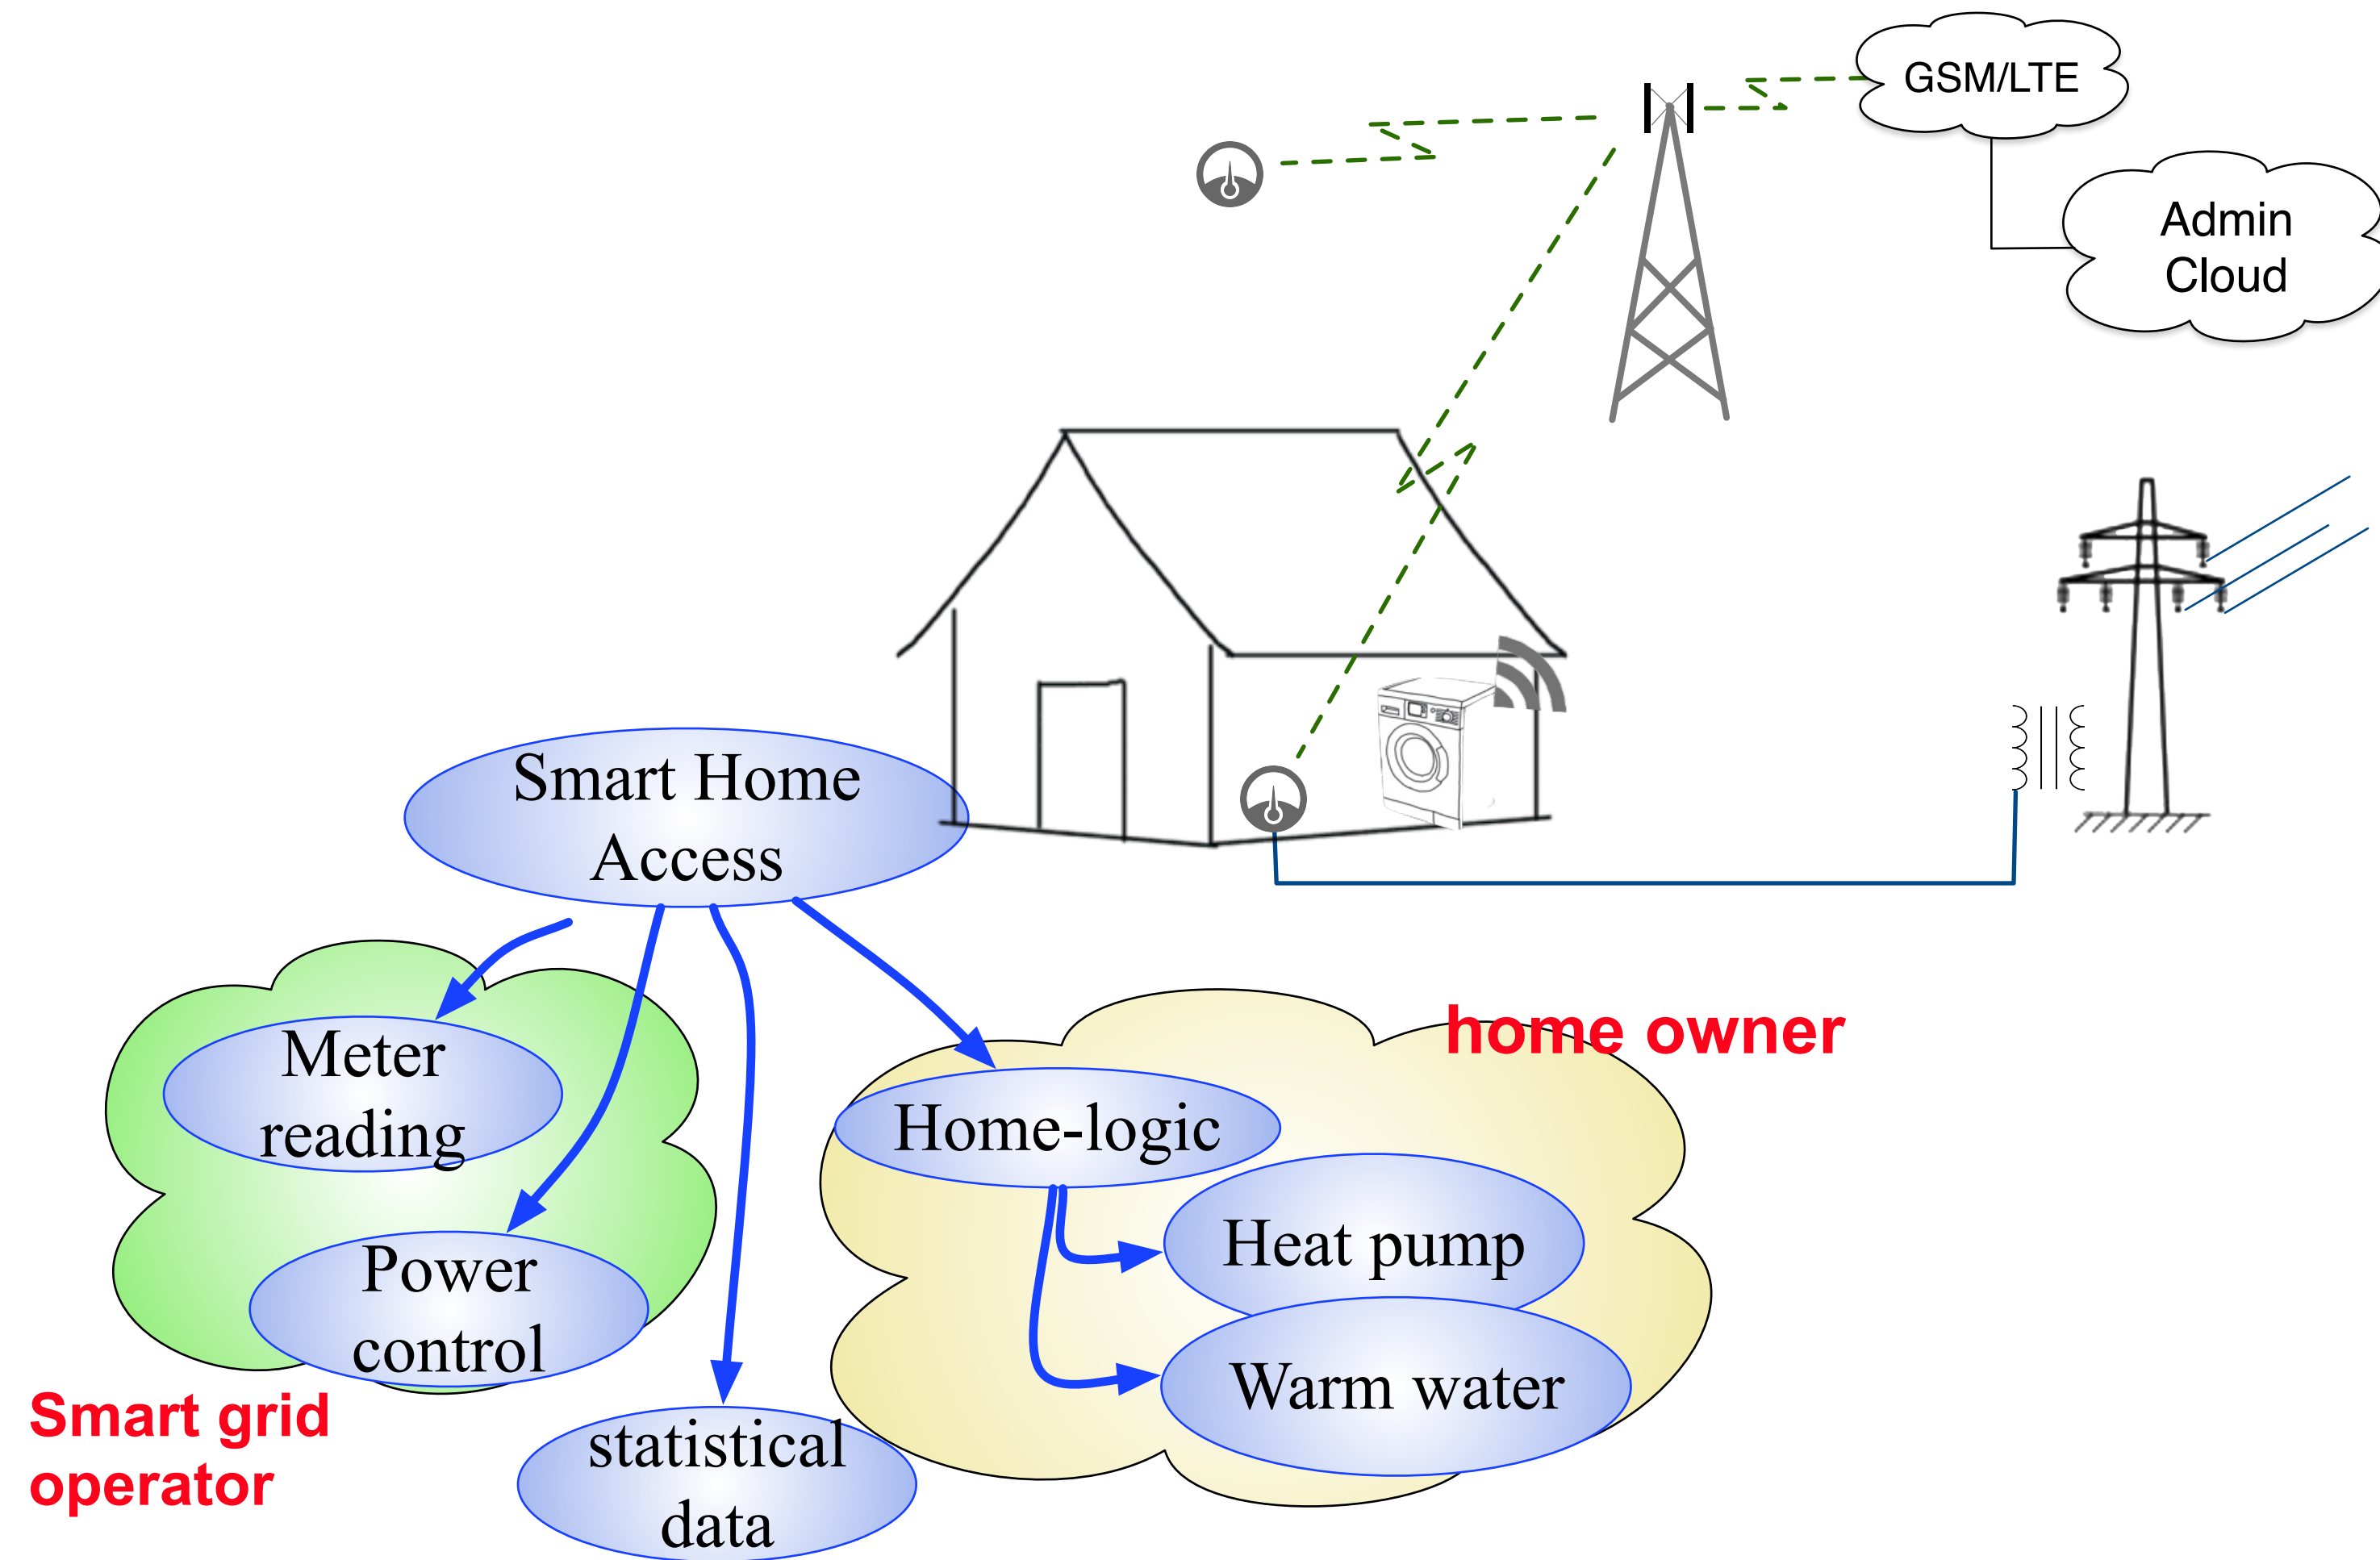 GSM/LTE
Admin
Cloud
Smart Home
Access
home owner
Meter
reading
Home-logic
Heat pump
Power
control
Warm water
Smart grid
operator
statistical
data